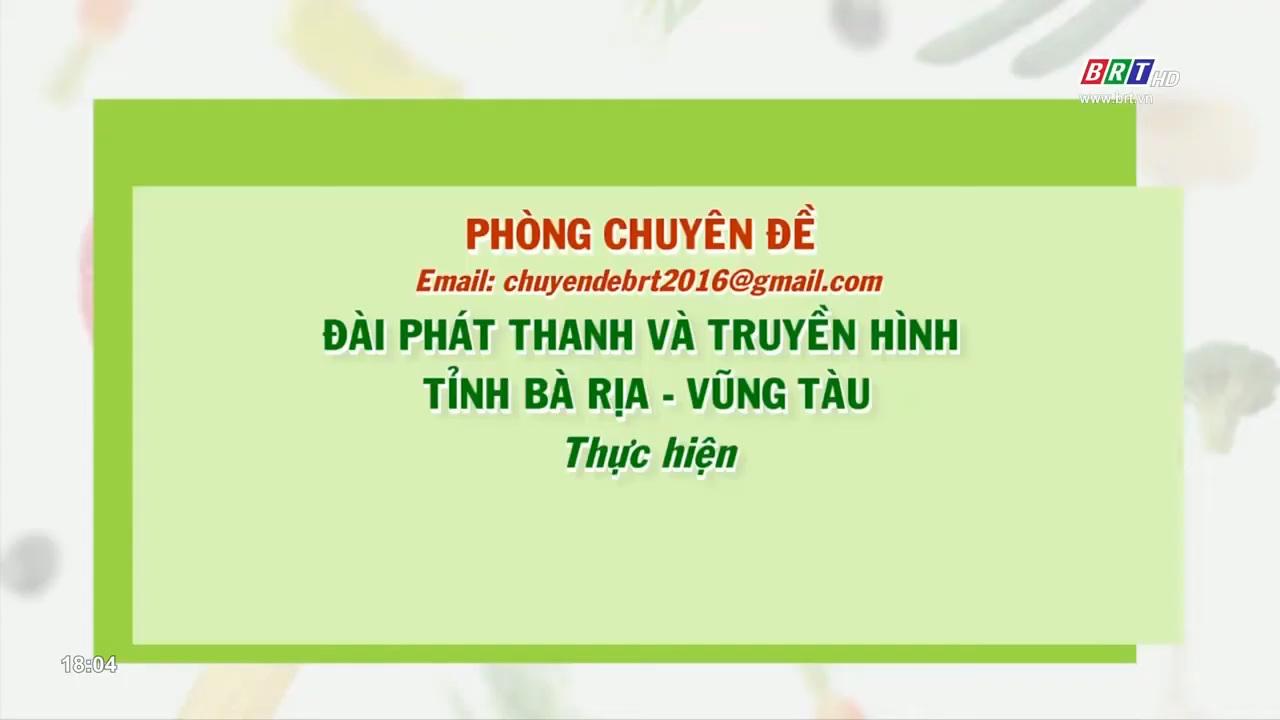 BRT HD
www.brt.vn
PHÒNG CHUYÊN ĐỀ
Email: chuyendebrt2016@gmail.com
ĐÀI PHÁT THANH VÀ TRUYỀN HÌNH
TỈNH BÀ RỊA - VŨNG TÀU
Thực hiện
18:04